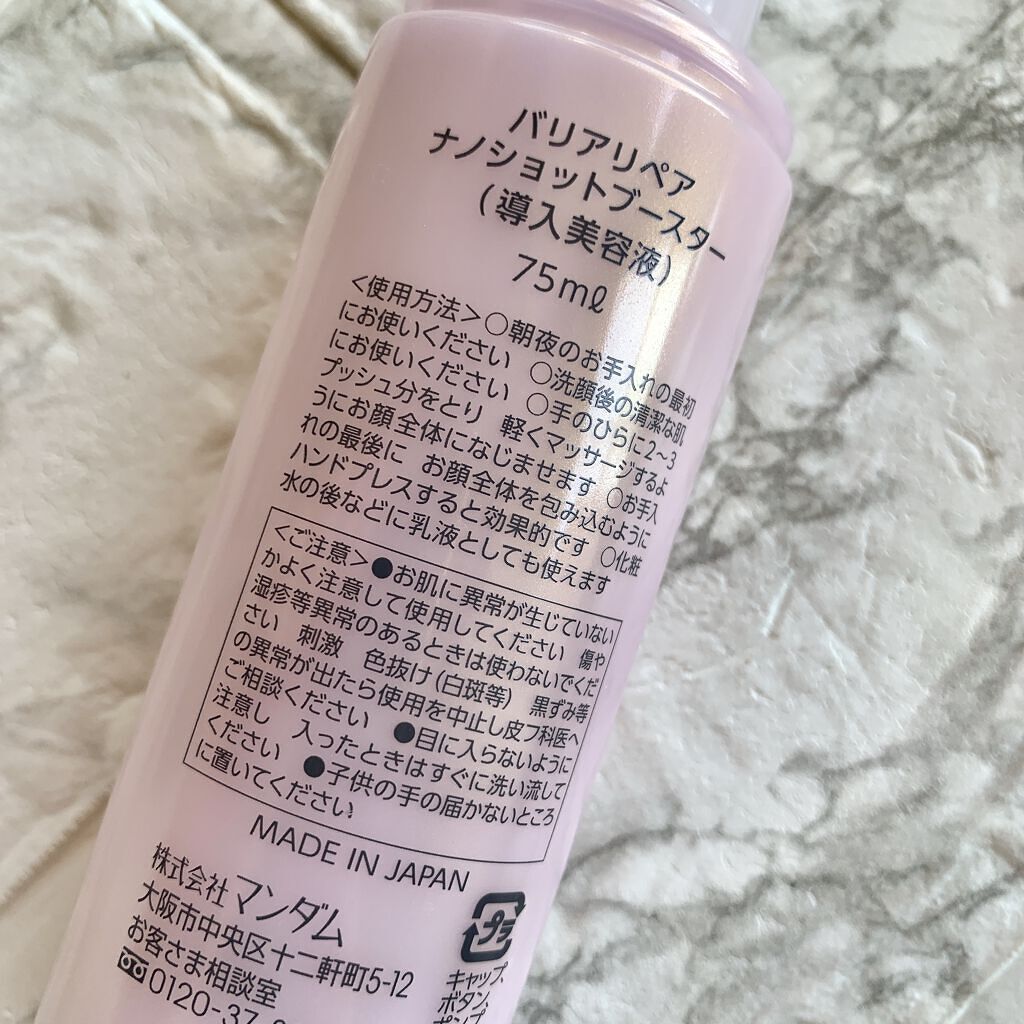 バリアリペア
ナノショットブースター
(導入美容液)
75ml
<使用方法>○朝夜のお手入れの最初
にお使いください ○洗顔後の清潔な肌
にお使いください ○手のひらに2~3
プッシュ分をとり 軽くマッサージするよ
うにお顔全体になじませます ○お手入
れの最後に お顔全体を包み込むように
ハンドプレスすると効果的です ○化粧
水の後などに乳液としても使えます
<ご注意>●お肌に異常が生じていない
かよく注意して使用してください 傷や
湿疹等異常のあるときは使わないでくだ
さい 刺激 色抜け(白斑等) 黒ずみ等
の異常が出たら使用を中止し皮フ科医へ
ご相談ください ●目に入らないように
注意し 入ったときはすぐに洗い流して
ください ●子供の手の届かないところ
に置いてください
MADE IN JAPAN
株式会社 マンダム
大阪市中央区十二軒町5-12
お客さま相談室
0120-37-
プラ
キャップ、
ボタン、
ポンプ